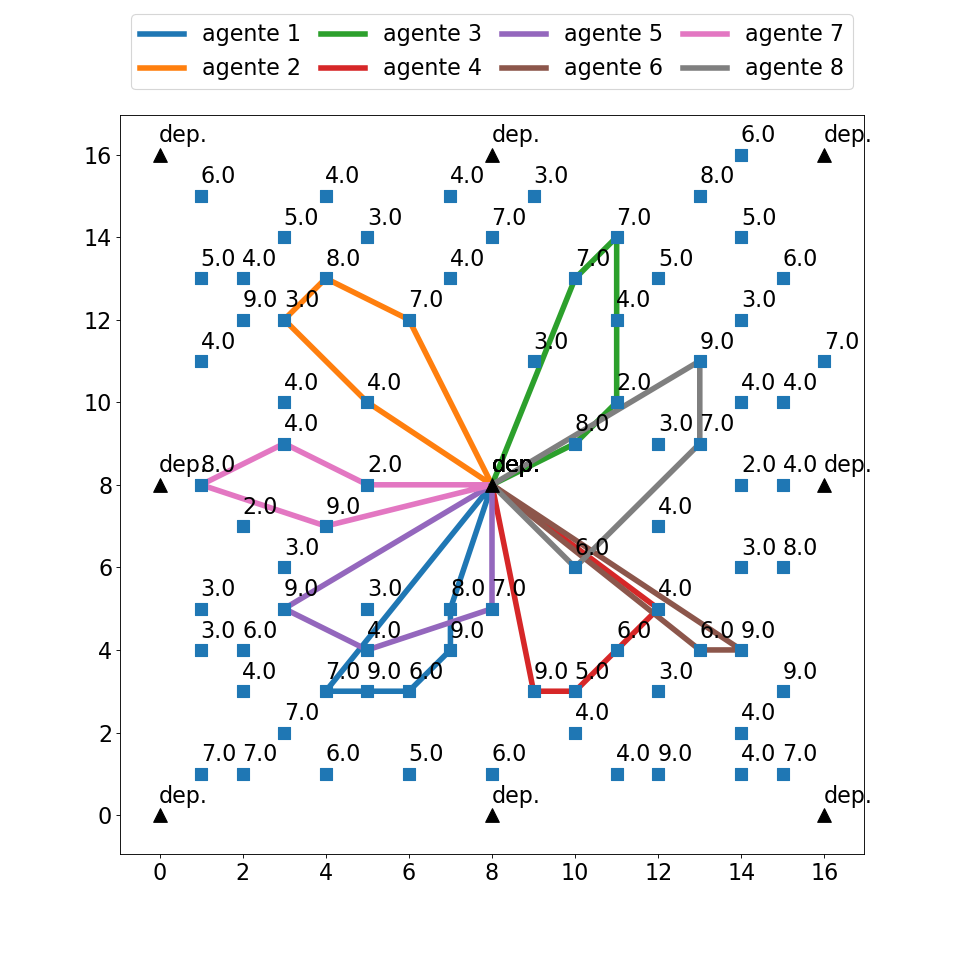 agente 1 agente 3 agente 5 agente 7
agente 2 agente 4 agente 6 agente 8
dep. dep. 6.0 dep.
16
6.0 4.0 4.0 3.0 8.0
5.0 3.0 7.0 7.0 5.0
14
5.0 4.0 8.0 4.0 7.0 5.0 6.0
9.0 3.0 7.0 4.0 3.0
12
4.0 3.0 9.0 7.0
4.0 4.0 2.0 4.0 4.0
10
4.0 8.0 3.0 7.0
dep. 8.0 2.0 dep. 2.0 4.0 dep.
8
2.0 9.0 4.0
3.0 6.0 3.0 8.0
6
3.0 9.0 3.0 8.0 7.0 4.0
3.0 6.0 4.0 9.0 6.0 6.0 9.0
4
4.0 7.0 9.0 6.0 9.0 5.0 3.0 9.0
7.0 4.0 4.0
2
7.0 7.0 6.0 5.0 6.0 4.0 9.0 4.0 7.0
dep. dep. dep.
0
0 2 4 6 8 10 12 14 16